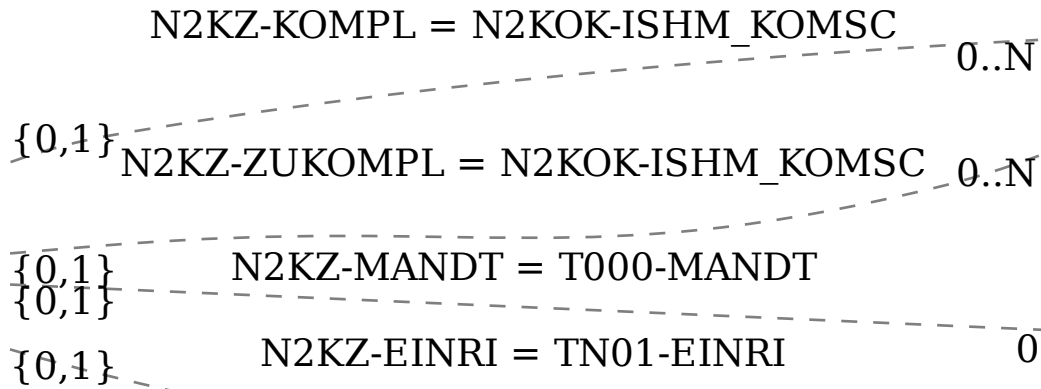 N2KZ-KOMPL = N2KOK-ISHM_KOMSC
0..N
{0,1}
N2KZ-ZUKOMPL = N2KOK-ISHM_KOMSC
0..N
{0,1}
N2KZ-MANDT = T000-MANDT
{0,1}
N2KZ-EINRI = TN01-EINRI
0
{0,1}